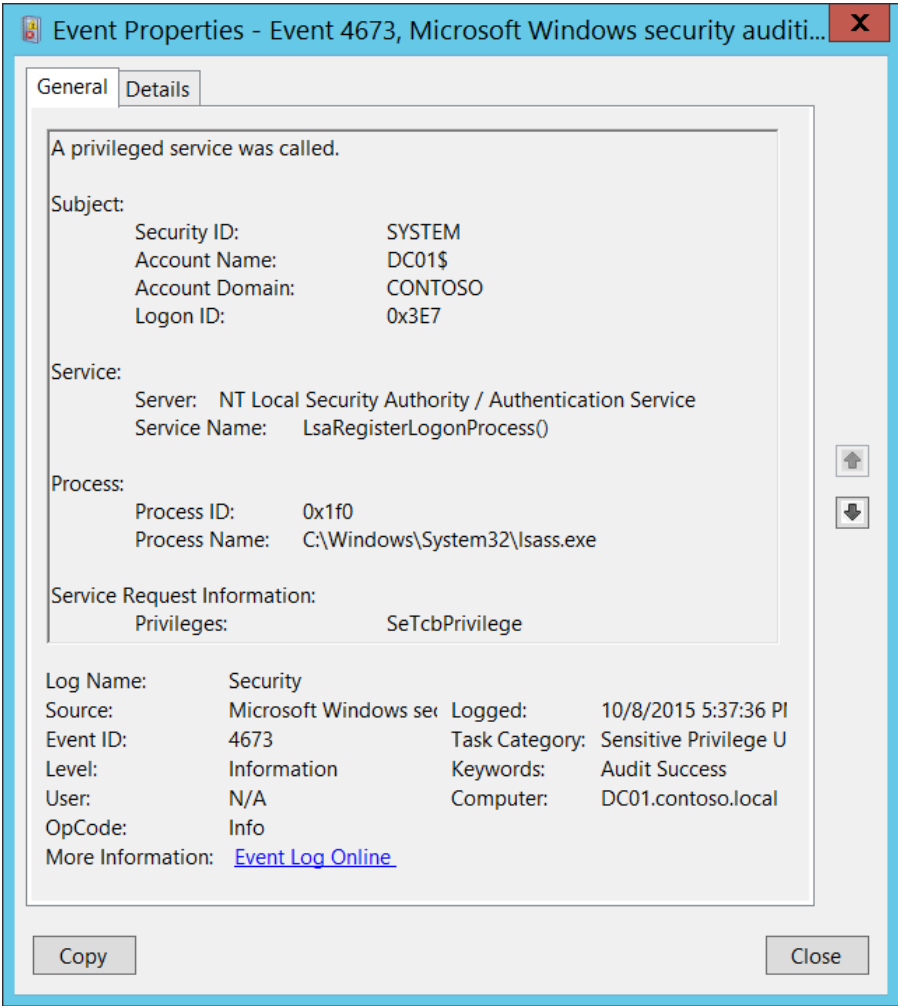 Event Properties - Event 4673, Microsoft Windows security auditi...
X
General Details
A privileged service was called.
Subject:
Security ID: SYSTEM
Account Name: DC01$
Account Domain: CONTOSO
Logon ID: 0x3E7
Service:
Server: NT Local Security Authority / Authentication Service
Service Name: LsaRegisterLogonProcess()
Process:
Process ID: 0x1f0
Process Name: C:\Windows\System32\lsass.exe
Service Request Information:
Privileges: SeTcbPrivilege
Log Name: Security
Source: Microsoft Windows sec Logged: 10/8/2015 5:37:36 PM
Event ID: 4673 Task Category: Sensitive Privilege U
Level: Information Keywords: Audit Success
User: N/A Computer: DC01.contoso.local
OpCode: Info
More Information: Event Log Online
Copy Close